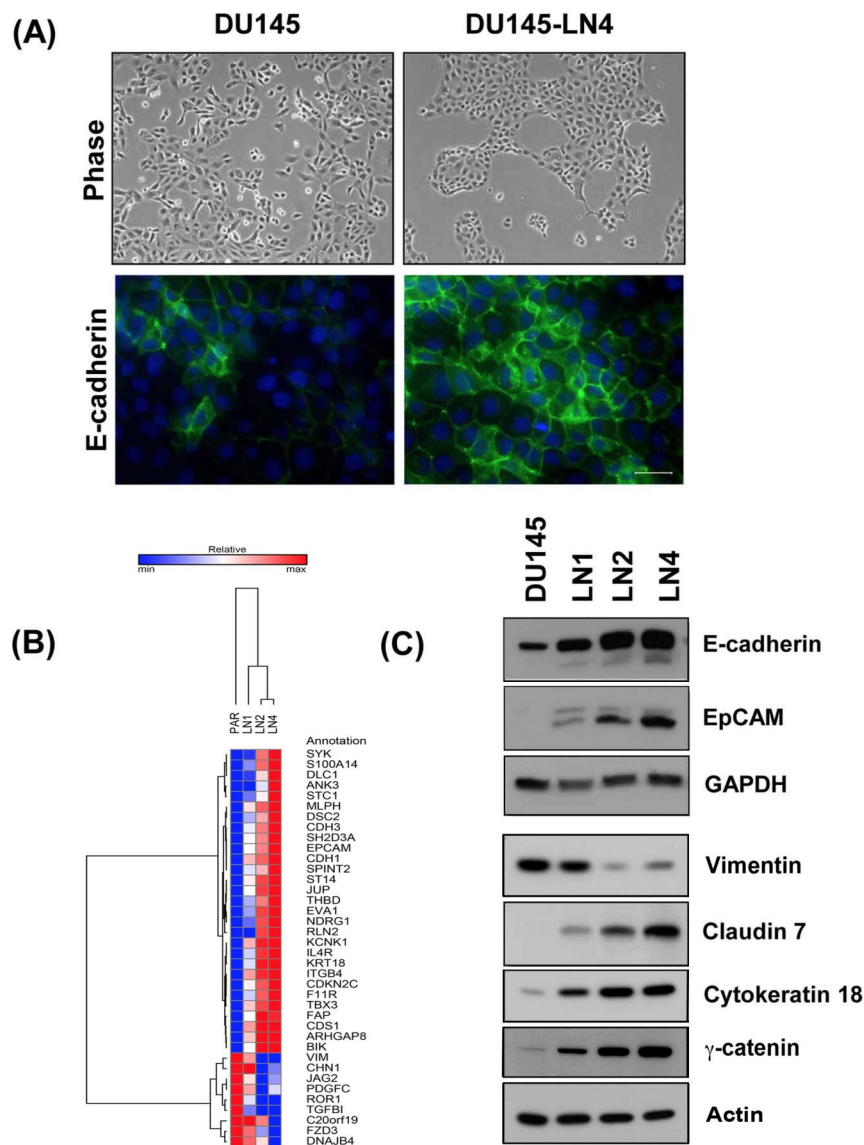 (A)
DU145
DU145-LN4
Phase
E-cadherin
(B)
Relative
min
max
PAR
LN1
LN2
LN4
Annotation
SYK
S100A14
DLC1
ANK3
STC1
MLPH
DSC2
CDH3
SH2D3A
EPCAM
CDH1
SPINT2
ST14
JUP
THBD
EVA1
NDRG1
RLN2
KCNK1
IL4R
KRT18
ITGB4
CDKN2C
F11R
TBX3
FAP
CDS1
ARHGAP8
BIK
VIM
CHN1
JAG2
PDGFC
ROR1
TGFBI
C20orf19
FZD3
DNAJB4
(C)
DU145
LN1
LN2
LN4
E-cadherin
EpCAM
GAPDH
Vimentin
Claudin 7
Cytokeratin 18
γ-catenin
Actin